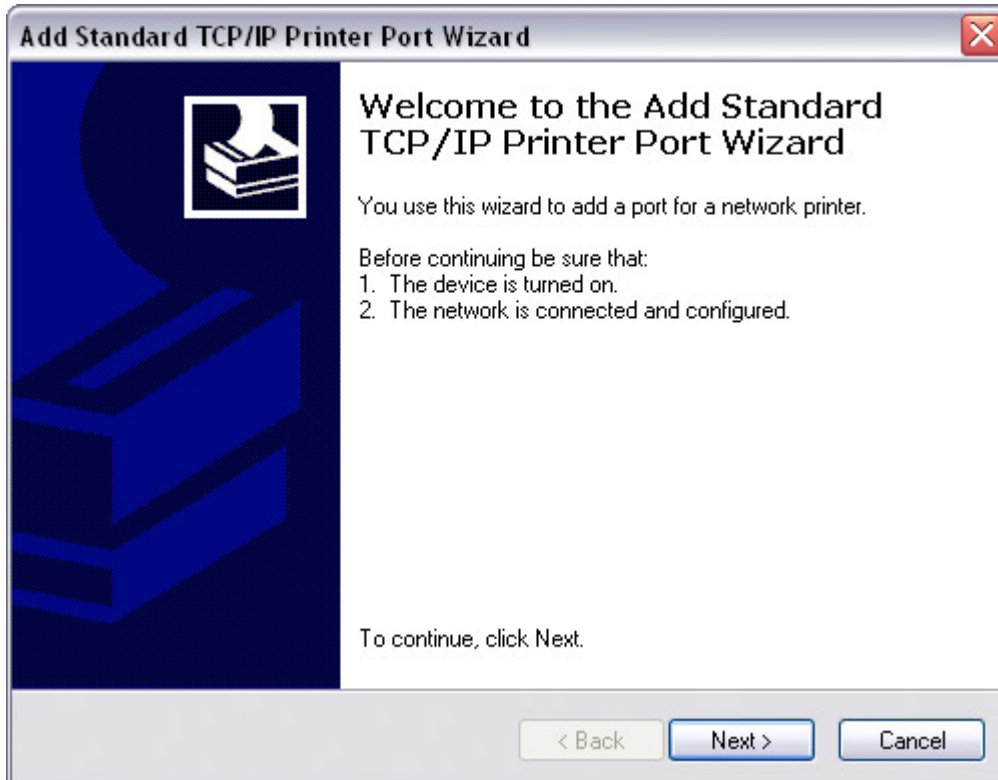 Add Standard TCP/IP Printer Port Wizard
Welcome to the Add Standard
TCP/IP Printer Port Wizard
You use this wizard to add a port for a network printer.
Before continuing be sure that:
1. The device is turned on.
2. The network is connected and configured.
To continue, click Next.
< Back
Next >
Cancel